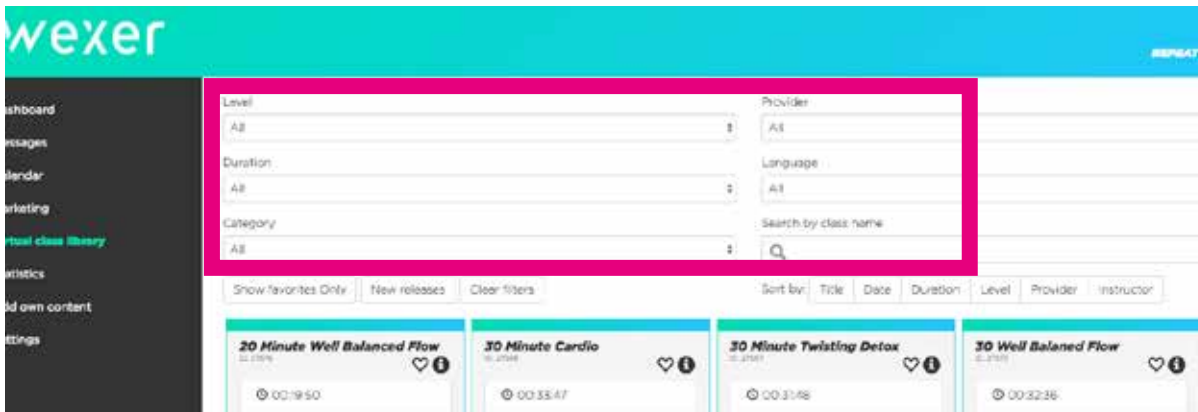 wexer
REPEAT
ashboard
essages
alendar
arketing
rtual class library
atistics
dd own content
ttings
Level
Provider
All
All
Duration
Language
All
All
Category
Search by class name
All
Show favorites Only New releases Clear filters Sort by: Title Date Duration Level Provider Instructor
20 Minute Well Balanced Flow 30 Minute Cardio 30 Minute Twisting Detox 30 Well Balaned Flow
00:19:50 00:33:47 00:31:48 00:32:36